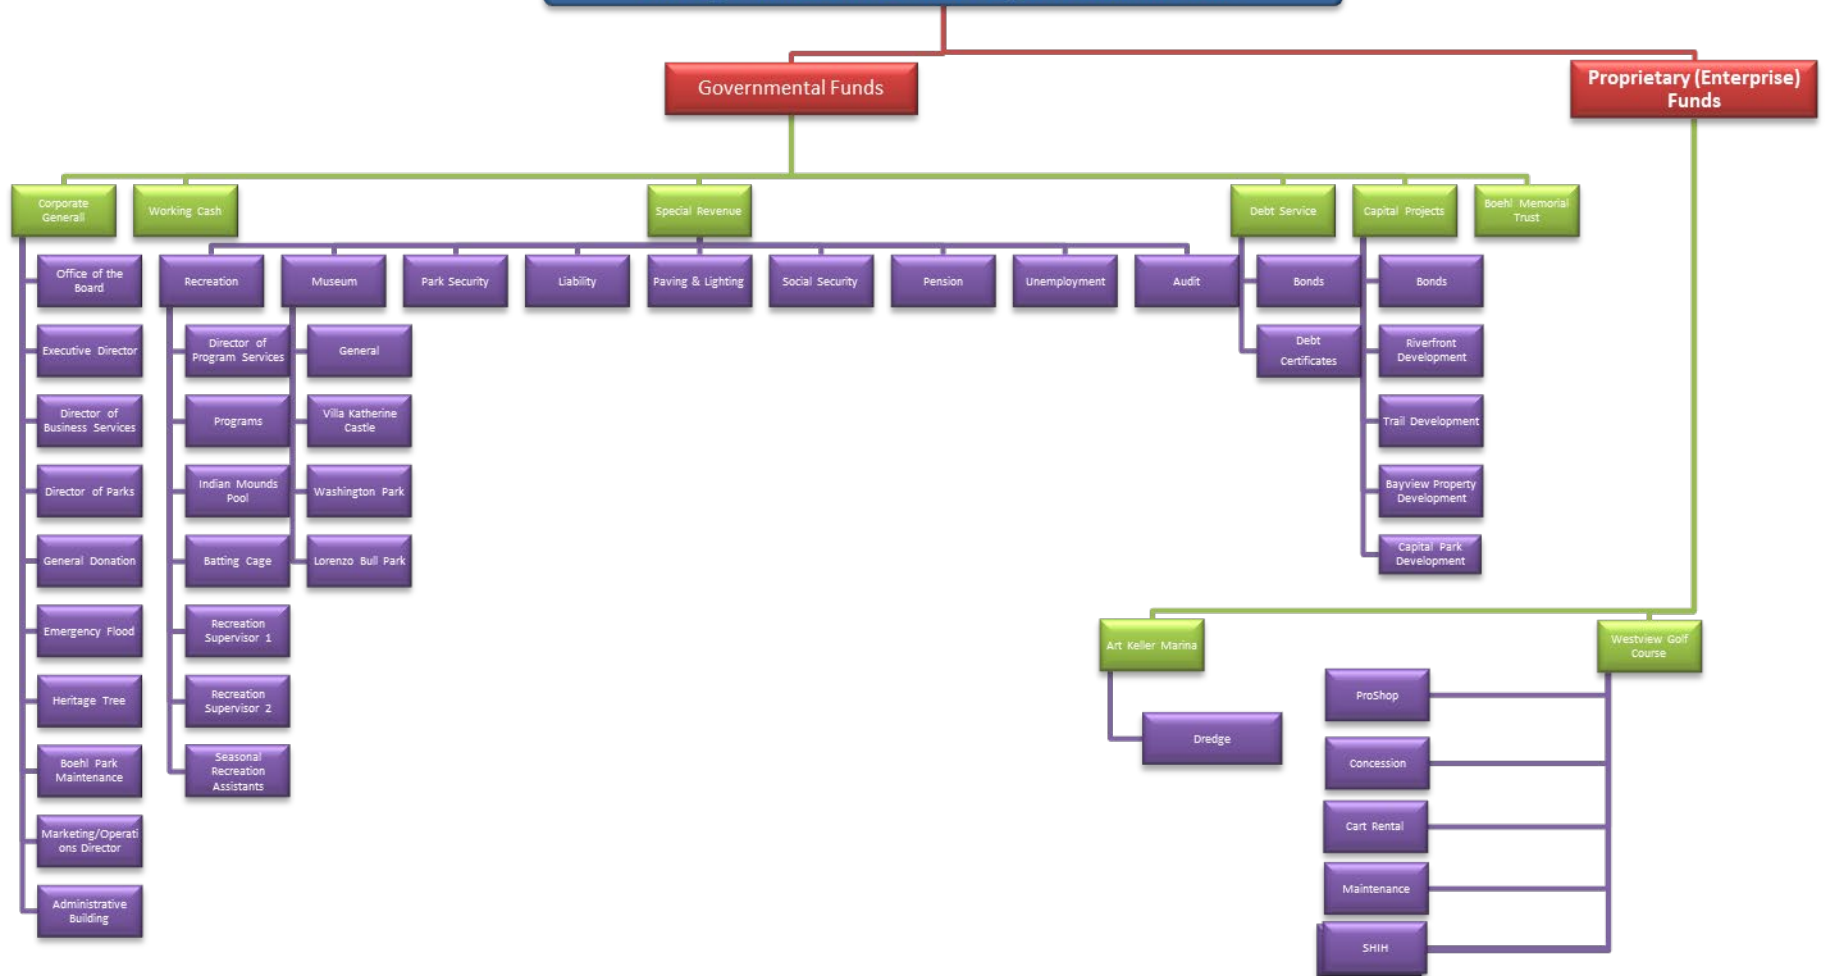 Governmental Funds
Proprietary (Enterprise)
Funds
Corporate
Generall
Working Cash
Special Revenue
Debt Service
Capital Projects
Boehl Memorial
Trust
Office of the
Board
Executive Director
Director of
Business Services
Director of Parks
General Donation
Emergency Flood
Heritage Tree
Boehl Park
Maintenance
Marketing/Operati
ons Director
Administrative
Building
Recreation
Museum
Park Security
Liability
Paving & Lighting
Social Security
Pension
Unemployment
Audit
Director of
Program Services
Programs
Indian Mounds
Pool
Batting Cage
Recreation
Supervisor 1
Recreation
Supervisor 2
Seasonal
Recreation
Assistants
General
Villa Katherine
Castle
Washington Park
Lorenzo Bull Park
Bonds
Debt
Certificates
Bonds
Riverfront
Development
Trail Development
Bayview Property
Development
Capital Park
Development
Art Keller Marina
Dredge
Westview Golf
Course
ProShop
Concession
Cart Rental
Maintenance
SHIH